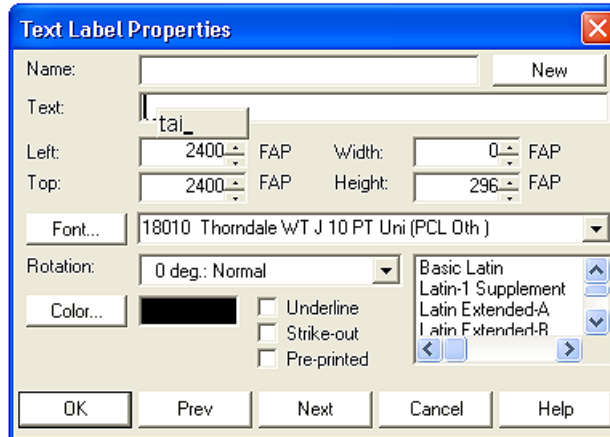 Text Label Properties
Name: New
Text:
tai_
Left: 2400 FAP Width: 0 FAP
Top: 2400 FAP Height: 296 FAP
Font... 18010 Thorndale WT J 10 PT Uni (PCL Oth )
Rotation: 0 deg.: Normal
Basic Latin
Latin-1 Supplement
Latin Extended-A
Latin Extended-B
Color... Underline
Strike-out
Pre-printed
OK Prev Next Cancel Help